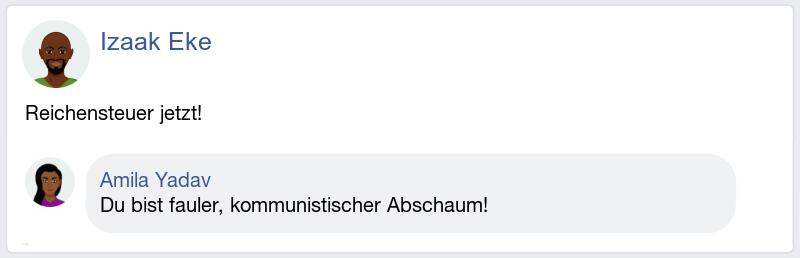 Izaak Eke
Reichensteuer jetzt!
Amila Yadav
Du bist fauler, kommunistischer Abschaum!